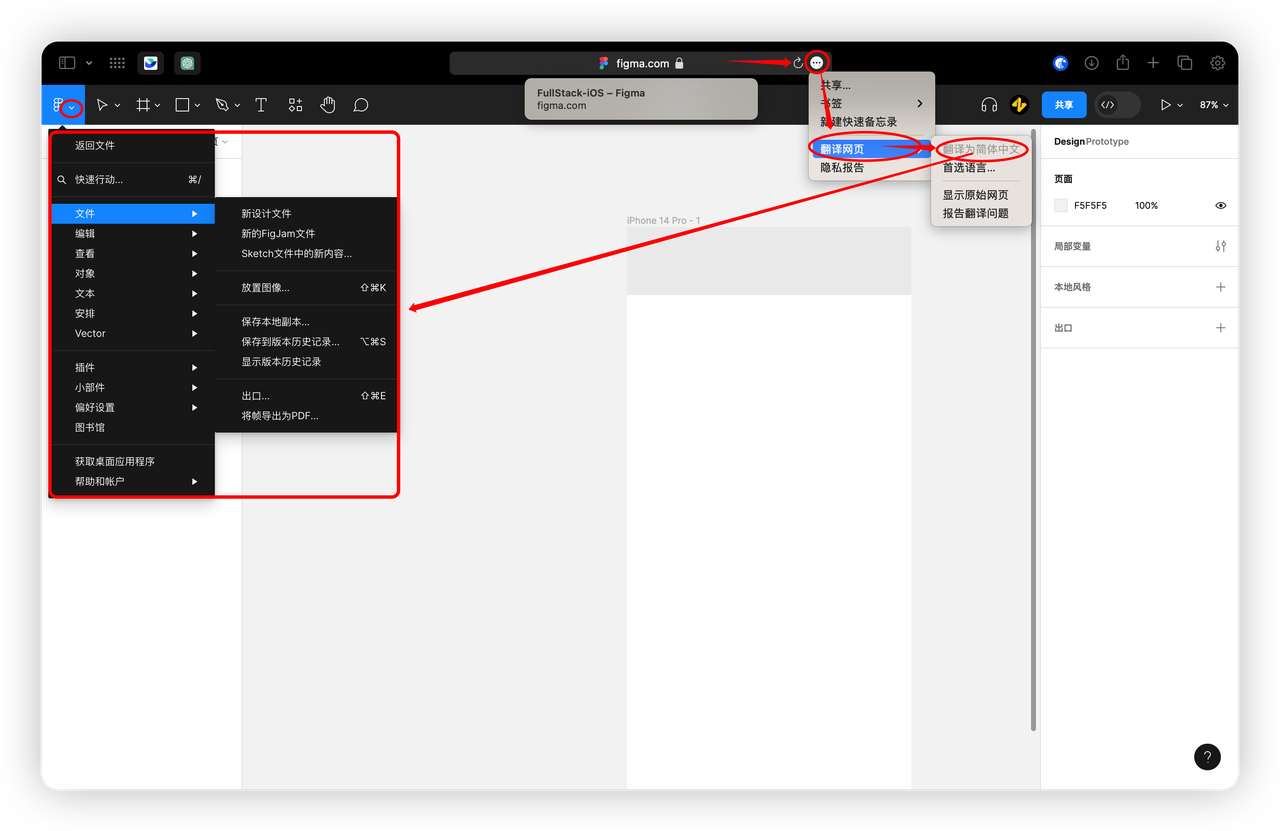 figma.com
FullStack-iOS – Figma
figma.com
共享...
书签
新建快速备忘录
翻译网页
隐私报告
翻译为简体中文
首选语言...
显示原始网页
报告翻译问题
共享
87%
返回文件
快速行动... ⌘/
文件
编辑
查看
对象
文本
安排
Vector
插件
小部件
偏好设置
图书馆
获取桌面应用程序
帮助和帐户
新设计文件
新的FigJam文件
Sketch文件中的新内容...
放置图像... ⇧⌘K
保存本地副本...
保存到版本历史记录... ⌥⌘S
显示版本历史记录
出口... ⇧⌘E
将帧导出为PDF...
iPhone 14 Pro - 1
Design Prototype
页面
F5F5F5 100%
局部变量
本地风格
出口
?